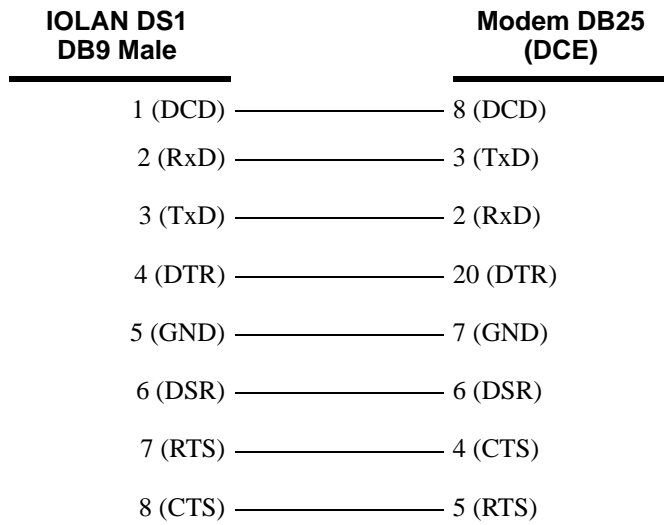 IOLAN DS1
DB9 Male
Modem DB25
(DCE)
1 (DCD) 8 (DCD)
2 (RxD) 3 (TxD)
3 (TxD) 2 (RxD)
4 (DTR) 20 (DTR)
5 (GND) 7 (GND)
6 (DSR) 6 (DSR)
7 (RTS) 4 (CTS)
8 (CTS) 5 (RTS)